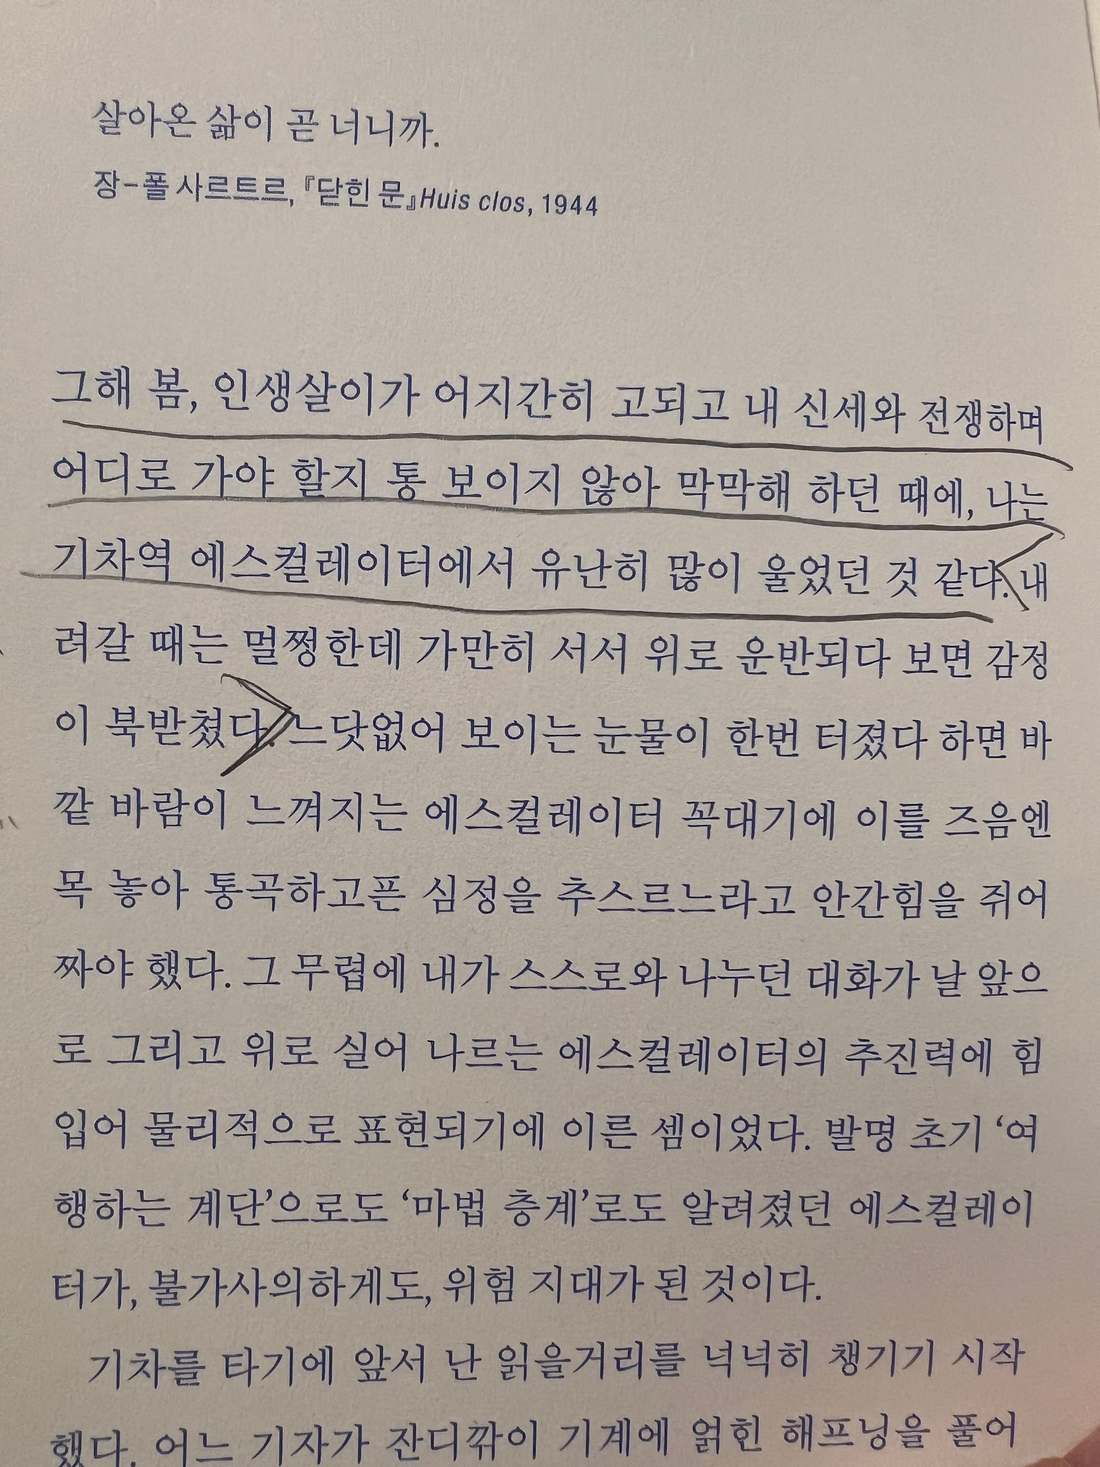 살아온 삶이 곧 너니까.
장-폴 사르트르, 『닫힌 문』Huis clos, 1944
그해 봄, 인생살이가 어지간히 고되고 내 신세와 전쟁하며
어디로 가야 할지 통 보이지 않아 막막해 하던 때에, 나는
기차역 에스컬레이터에서 유난히 많이 울었던 것 같다. 내
려갈 때는 멀쩡한데 가만히 서서 위로 운반되다 보면 감정
이 북받쳤다. 느닷없어 보이는 눈물이 한번 터졌다 하면 바
깥 바람이 느껴지는 에스컬레이터 꼭대기에 이를 즈음엔
목 놓아 통곡하고픈 심정을 추스르느라고 안간힘을 쥐어
짜야 했다. 그 무렵에 내가 스스로와 나누던 대화가 날 앞으
로 그리고 위로 실어 나르는 에스컬레이터의 추진력에 힘
입어 물리적으로 표현되기에 이른 셈이었다. 발명 초기 ‘여
행하는 계단’으로도 ‘마법 층계’로도 알려졌던 에스컬레이
터가, 불가사의하게도, 위험 지대가 된 것이다.
기차를 타기에 앞서 난 읽을거리를 넉넉히 챙기기 시작
했다. 어느 기자가 잔디깎이 기계에 얽힌 해프닝을 풀어